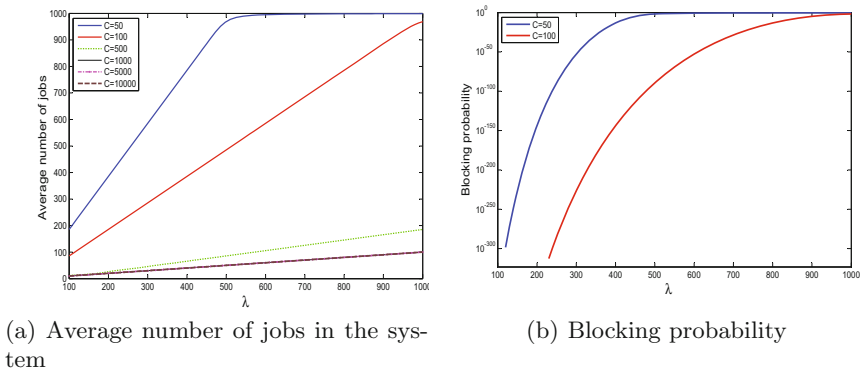 1000
900
800
700
600
500
400
300
200
100
0
Average number of jobs
C=50
C=100
C=500
C=1000
C=5000
C=10000
100 200 300 400 500 600 700 800 900 1000
λ
(a) Average number of jobs in the sys-
tem
10^0
10^-50
10^-100
10^-150
10^-200
10^-250
10^-300
Blocking probability
C=50
C=100
100 200 300 400 500 600 700 800 900 1000
λ
(b) Blocking probability